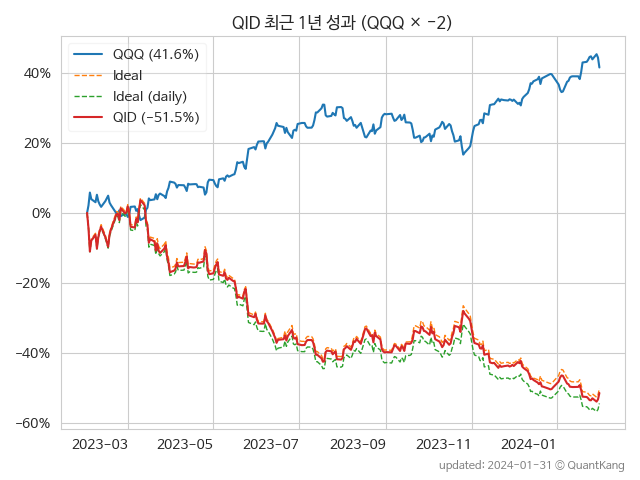 QID 최근 1년 성과 (QQQ × −2)
QQQ (41.6%)
Ideal
Ideal (daily)
QID (−51.5%)
40%
20%
0%
−20%
−40%
−60%
2023-03 2023-05 2023-07 2023-09 2023-11 2024-01
updated: 2024-01-31 © QuantKang